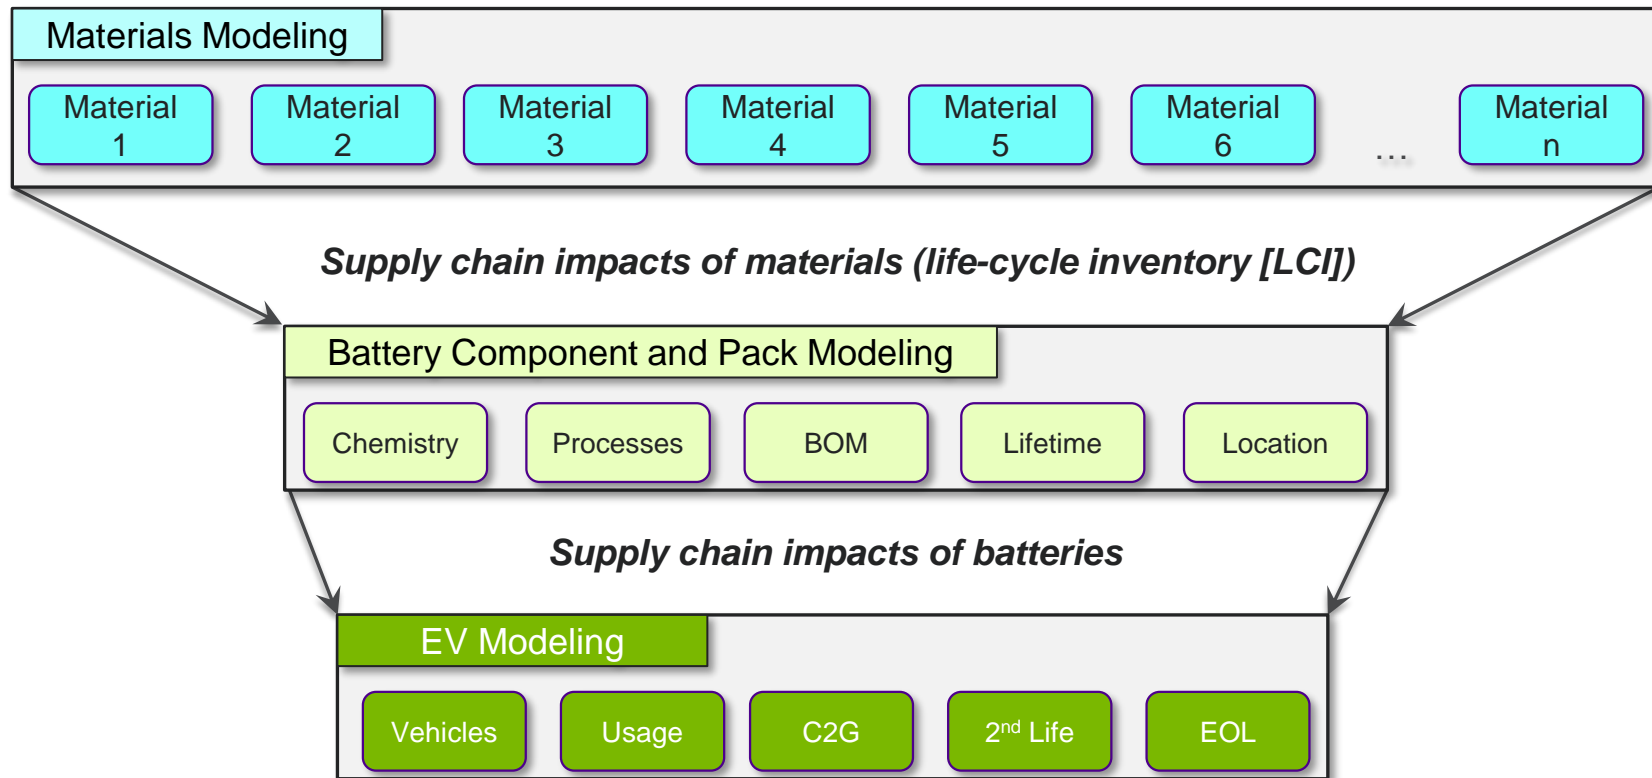 Materials Modeling
Material
1
Material
2
Material
3
Material
4
Material
5
Material
6
...
Material
n
Supply chain impacts of materials (life-cycle inventory [LCI])
Battery Component and Pack Modeling
Chemistry
Processes
BOM
Lifetime
Location
Supply chain impacts of batteries
EV Modeling
Vehicles
Usage
C2G
2nd Life
EOL